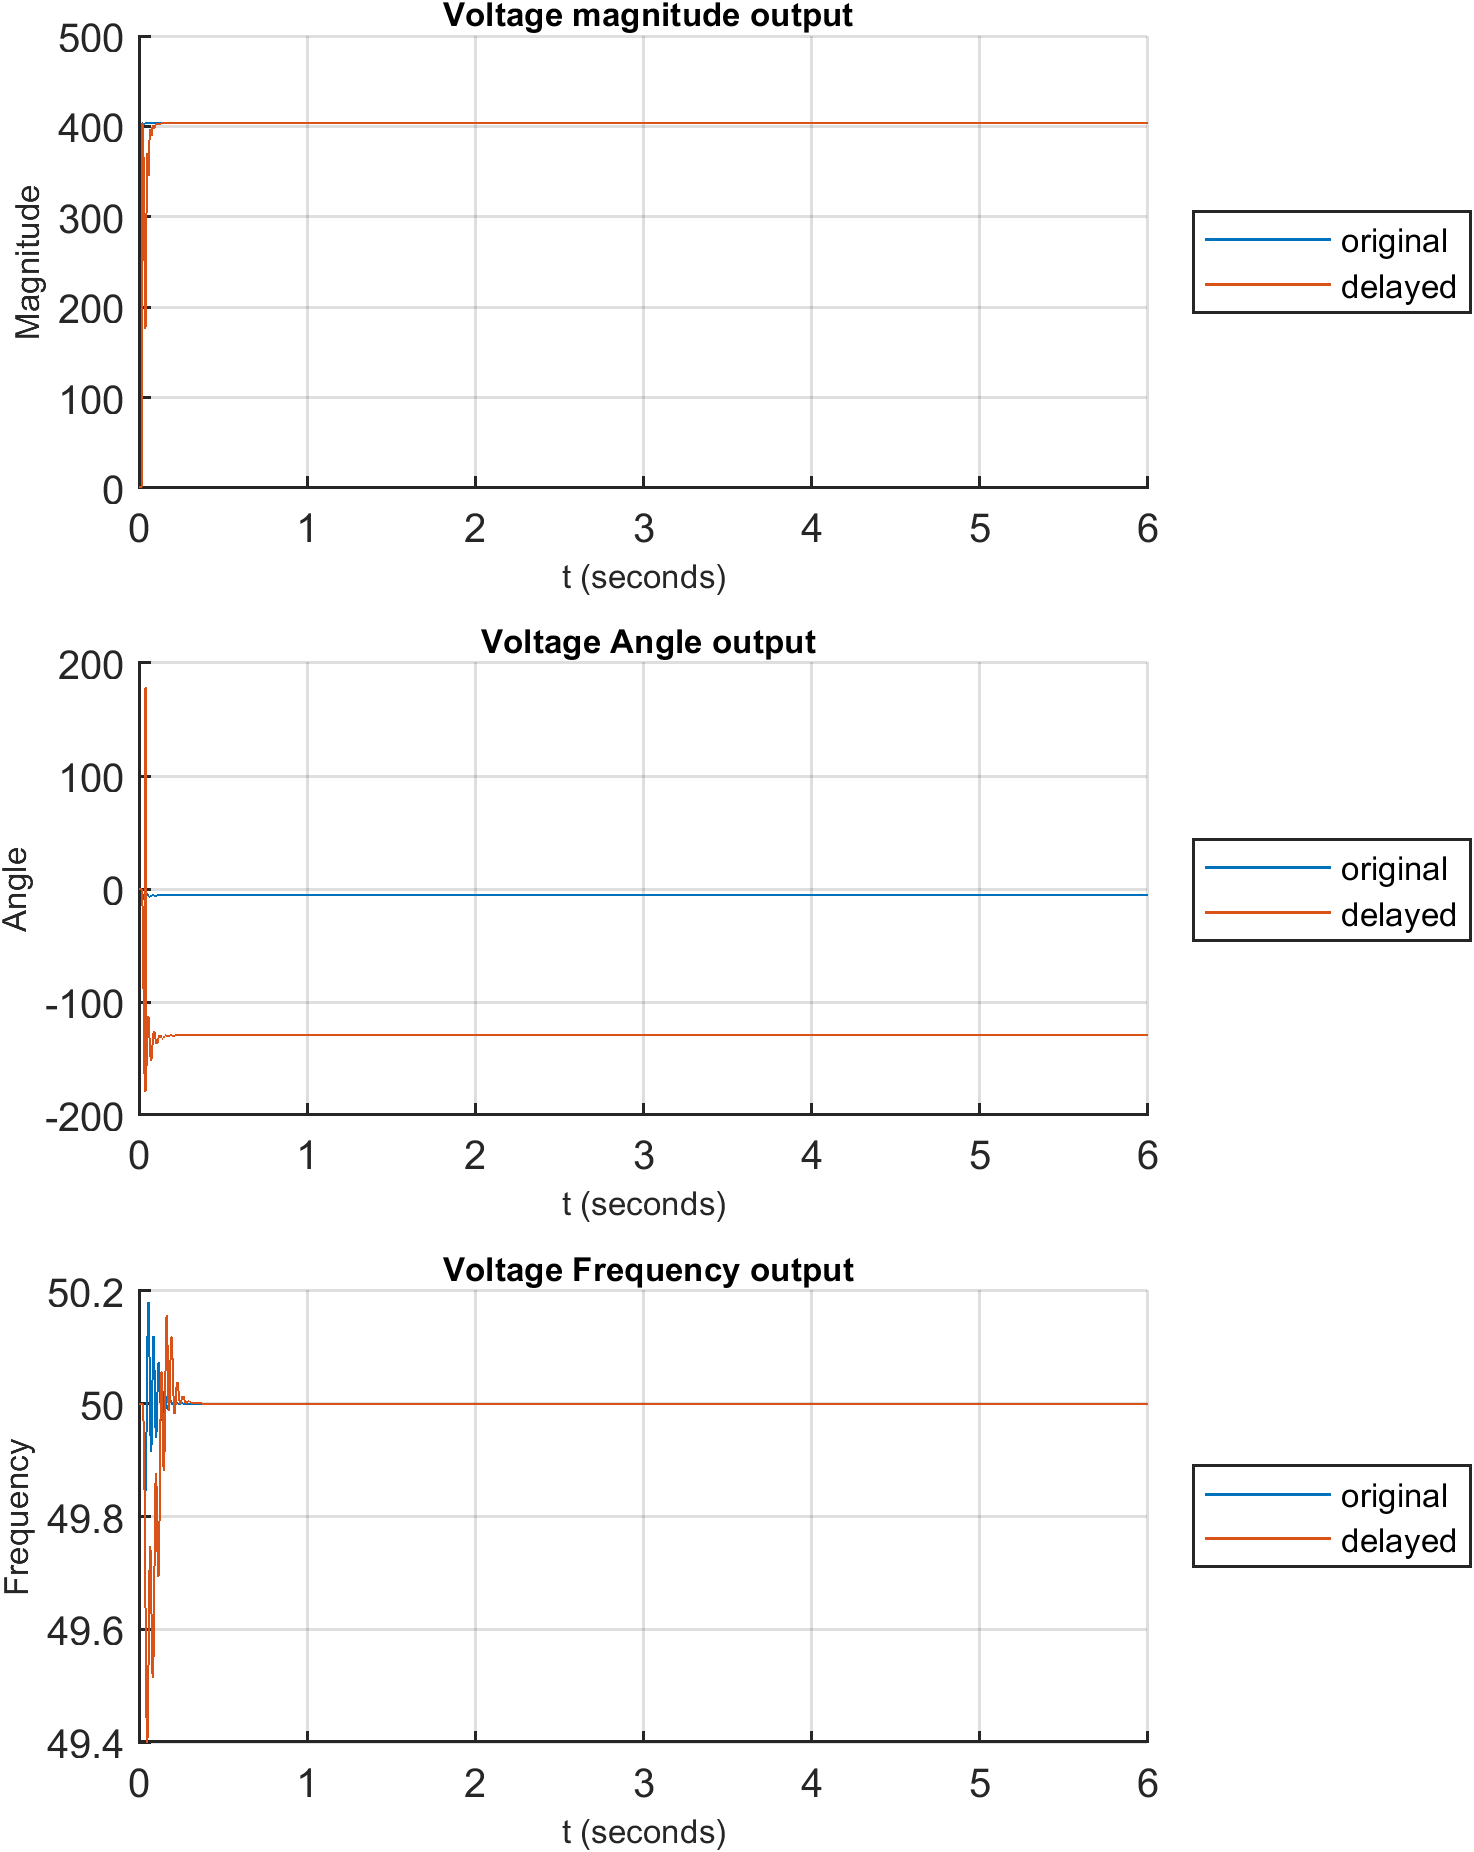 Voltage magnitude output
500
400
300
200
100
0
Magnitude
0 1 2 3 4 5 6
t (seconds)
original
delayed
Voltage Angle output
200
100
0
-100
-200
Angle
0 1 2 3 4 5 6
t (seconds)
original
delayed
Voltage Frequency output
50.2
50
49.8
49.6
49.4
Frequency
0 1 2 3 4 5 6
t (seconds)
original
delayed